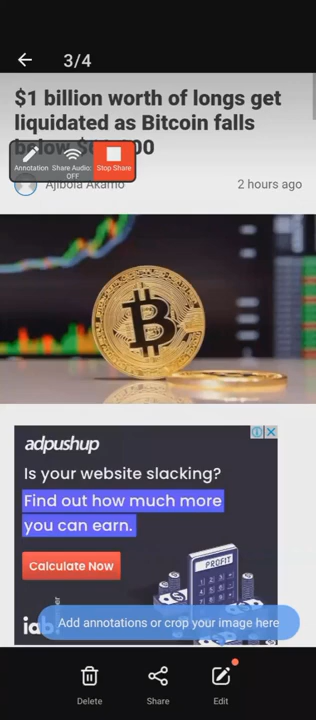 3/4
$1 billion worth of longs get
liquidated as Bitcoin falls
below
Annotation
Share Audio:
OFF
Stop Share
Ajibola Akamo
2 hours ago
adpushup
Is your website slacking?
Find out how much more
you can earn.
Calculate Now
PROFIT
iab
Add annotations or crop your image here
Delete
Share
Edit